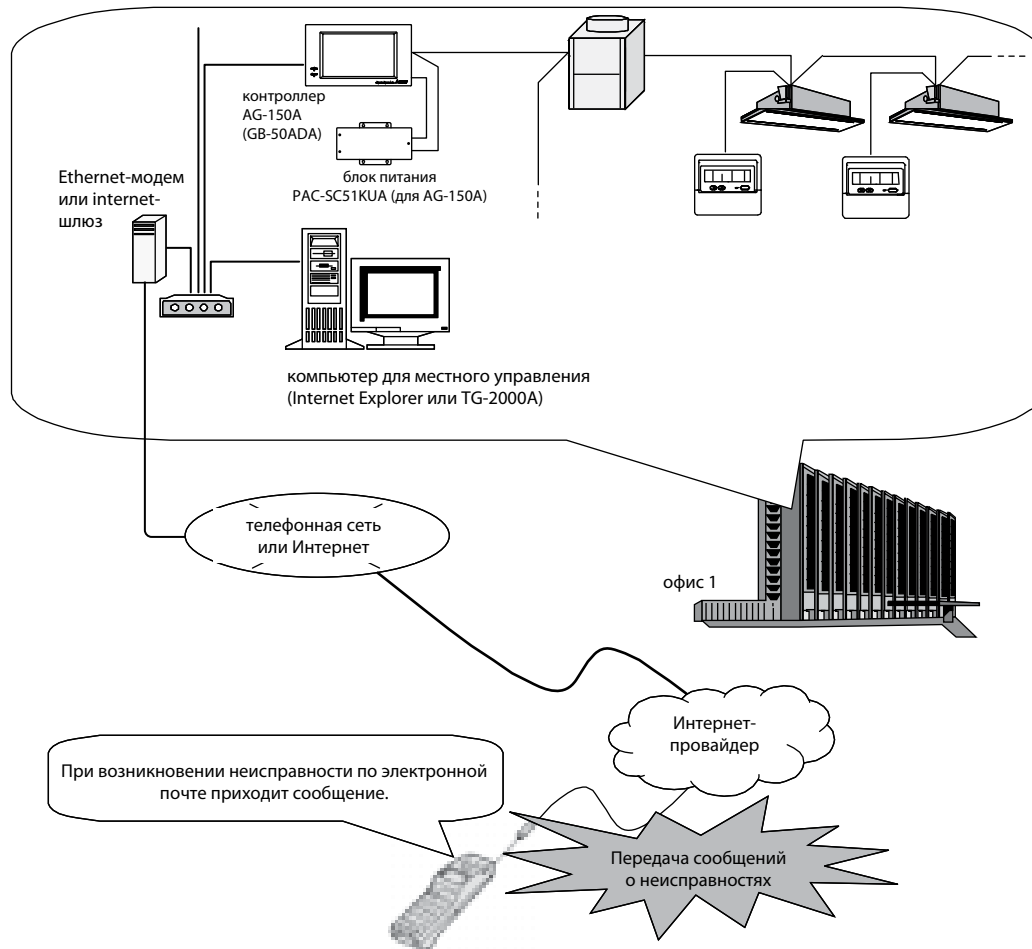 контроллер
AG-150A
(GB-50ADA)
блок питания
PAC-SC51KUA (для AG-150A)
Ethernet-модем
или internet-
шлюз
компьютер для местного управления
(Internet Explorer или TG-2000A)
телефонная сеть
или Интернет
офис 1
Интернет-
провайдер
При возникновении неисправности по электронной
почте приходит сообщение.
Передача сообщений
о неисправностях